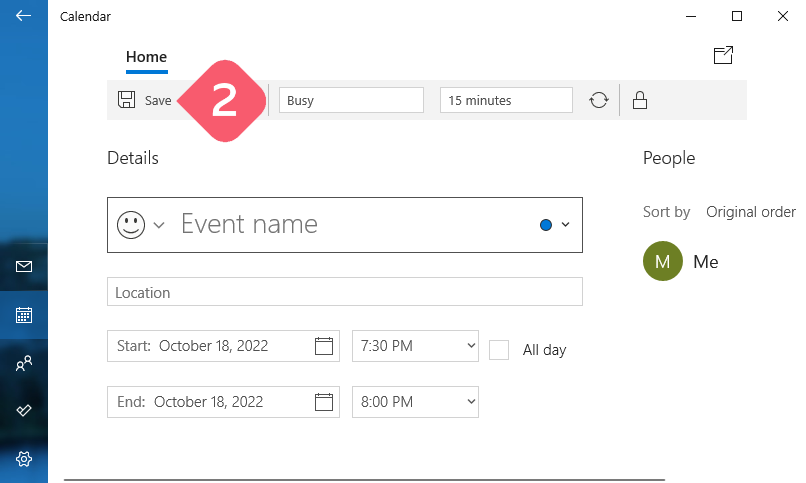 Calendar
Home
Save
2
Busy
15 minutes
Details
People
Event name
Sort by Original order
M Me
Location
Start: October 18, 2022 7:30 PM All day
End: October 18, 2022 8:00 PM